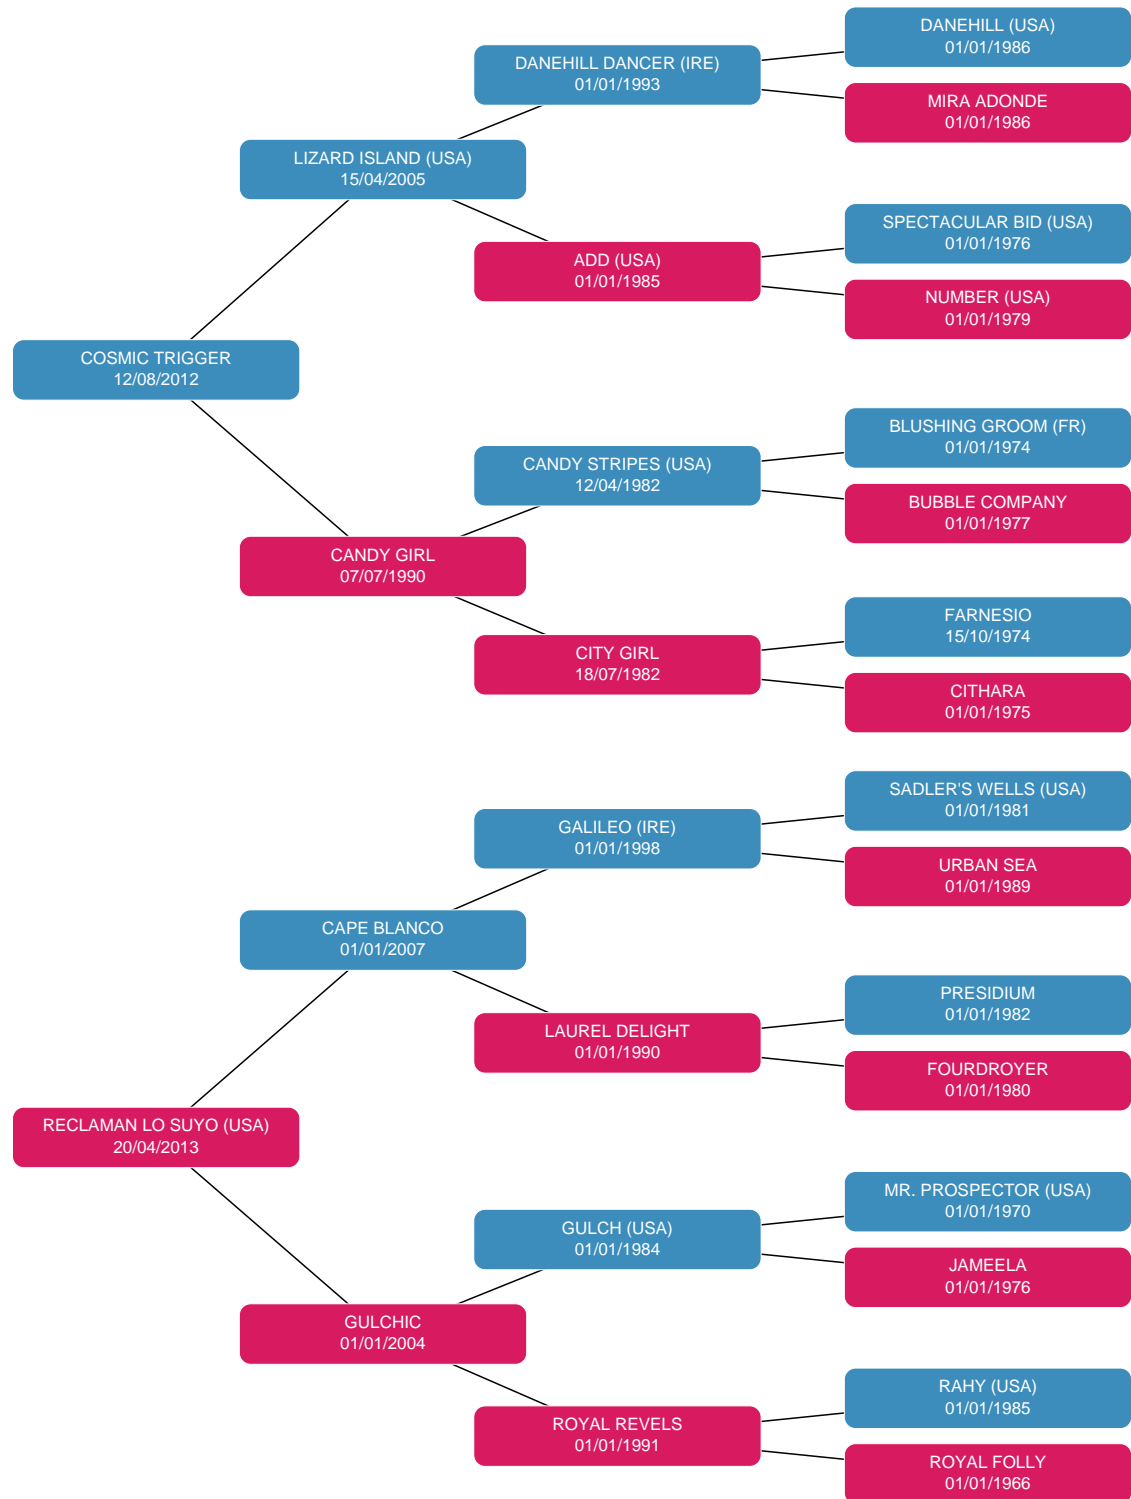 DANEHILL (USA)
01/01/1986
DANEHILL DANCER (IRE)
01/01/1993
MIRA ADONDE
01/01/1986
LIZARD ISLAND (USA)
15/04/2005
SPECTACULAR BID (USA)
01/01/1976
ADD (USA)
01/01/1985
NUMBER (USA)
01/01/1979
COSMIC TRIGGER
12/08/2012
BLUSHING GROOM (FR)
01/01/1974
CANDY STRIPES (USA)
12/04/1982
BUBBLE COMPANY
01/01/1977
CANDY GIRL
07/07/1990
FARNESIO
15/10/1974
CITY GIRL
18/07/1982
CITHARA
01/01/1975
SADLER'S WELLS (USA)
01/01/1981
GALILEO (IRE)
01/01/1998
URBAN SEA
01/01/1989
CAPE BLANCO
01/01/2007
PRESIDIUM
01/01/1982
LAUREL DELIGHT
01/01/1990
FOURDROYER
01/01/1980
RECLAMAN LO SUYO (USA)
20/04/2013
MR. PROSPECTOR (USA)
01/01/1970
GULCH (USA)
01/01/1984
JAMEELA
01/01/1976
GULCHIC
01/01/2004
RAHY (USA)
01/01/1985
ROYAL REVELS
01/01/1991
ROYAL FOLLY
01/01/1966